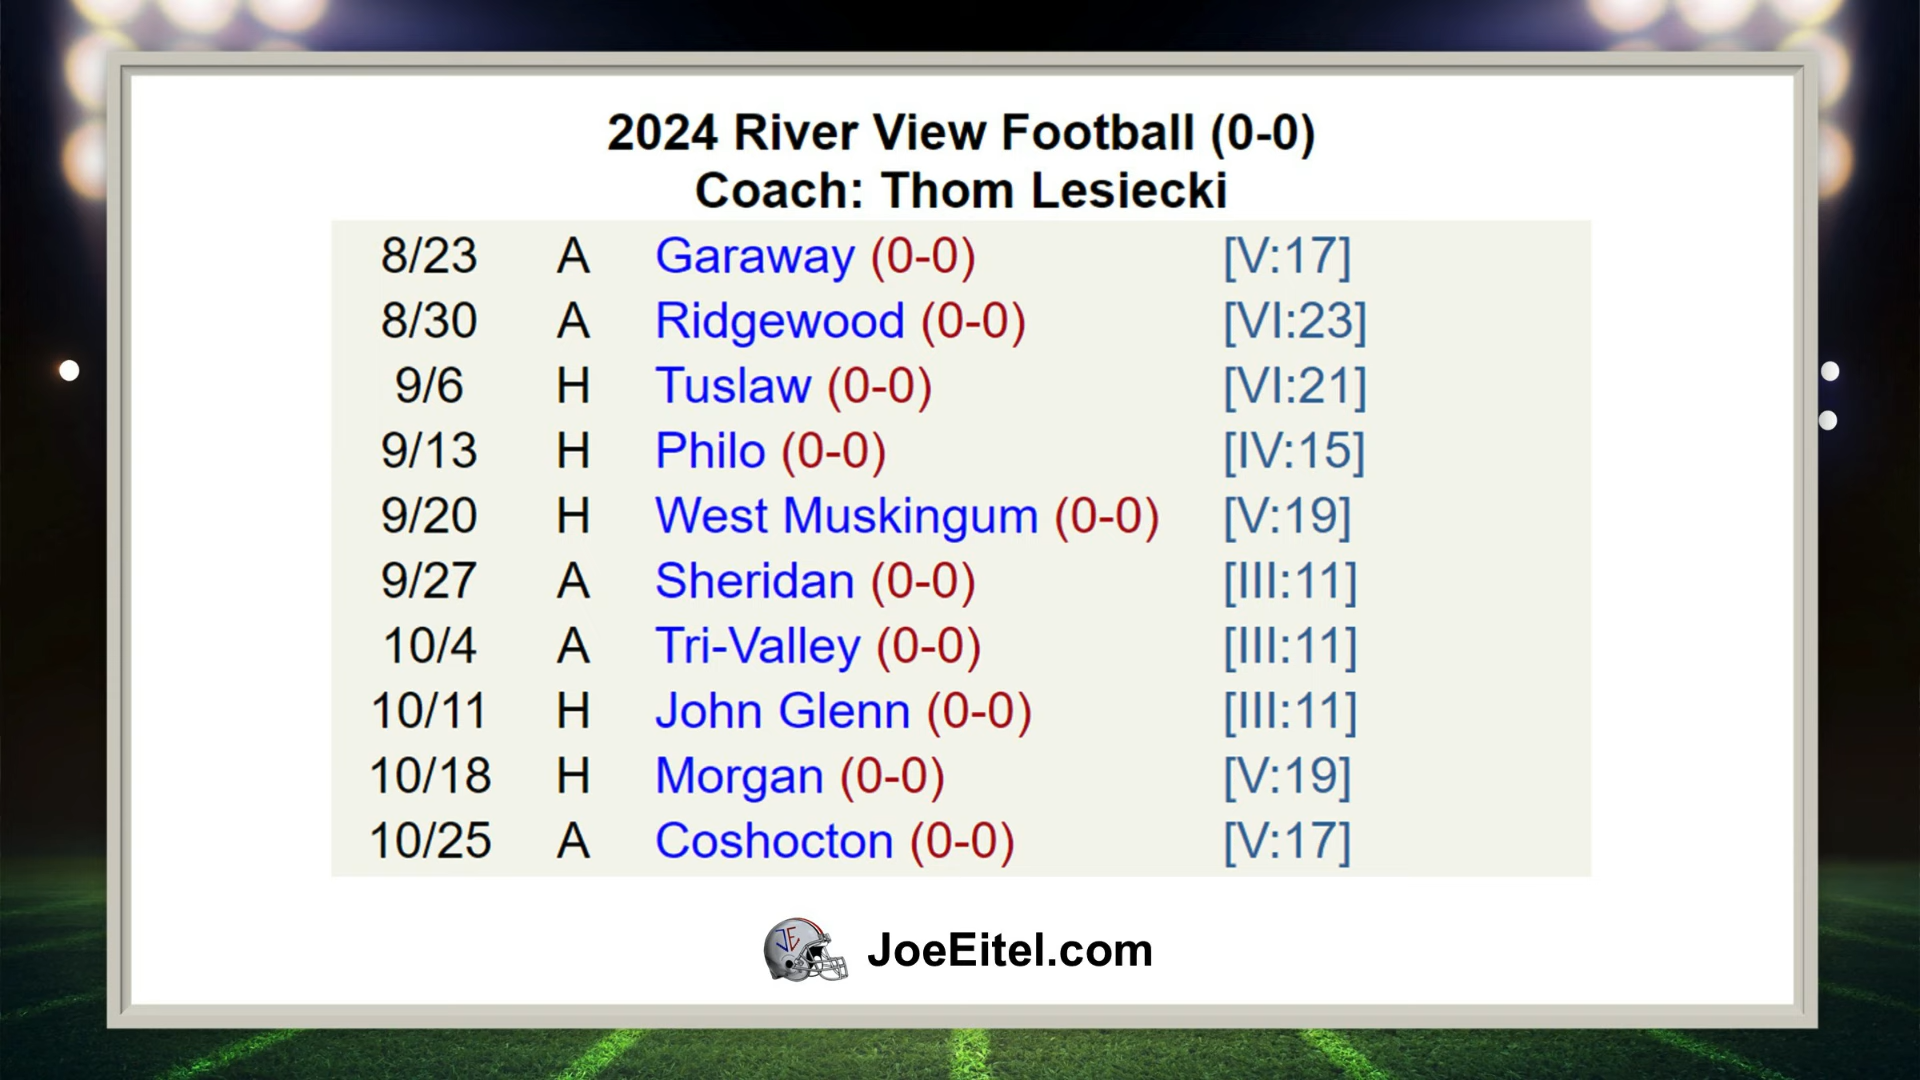 2024 River View Football (0-0)
Coach: Thom Lesiecki
8/23 A Garaway (0-0) [V:17]
8/30 A Ridgewood (0-0) [VI:23]
9/6 H Tuslaw (0-0) [VI:21]
9/13 H Philo (0-0) [IV:15]
9/20 H West Muskingum (0-0) [V:19]
9/27 A Sheridan (0-0) [III:11]
10/4 A Tri-Valley (0-0) [III:11]
10/11 H John Glenn (0-0) [III:11]
10/18 H Morgan (0-0) [V:19]
10/25 A Coshocton (0-0) [V:17]
JE JoeEitel.com